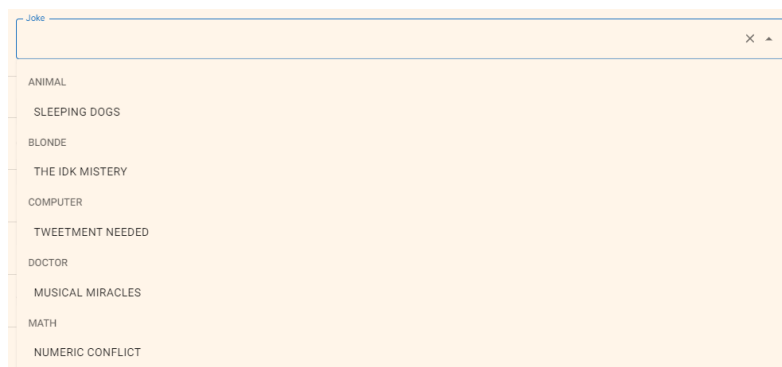 Joke
ANIMAL
SLEEPING DOGS
BLONDE
THE IDK MISTERY
COMPUTER
TWEETMENT NEEDED
DOCTOR
MUSICAL MIRACLES
MATH
NUMERIC CONFLICT